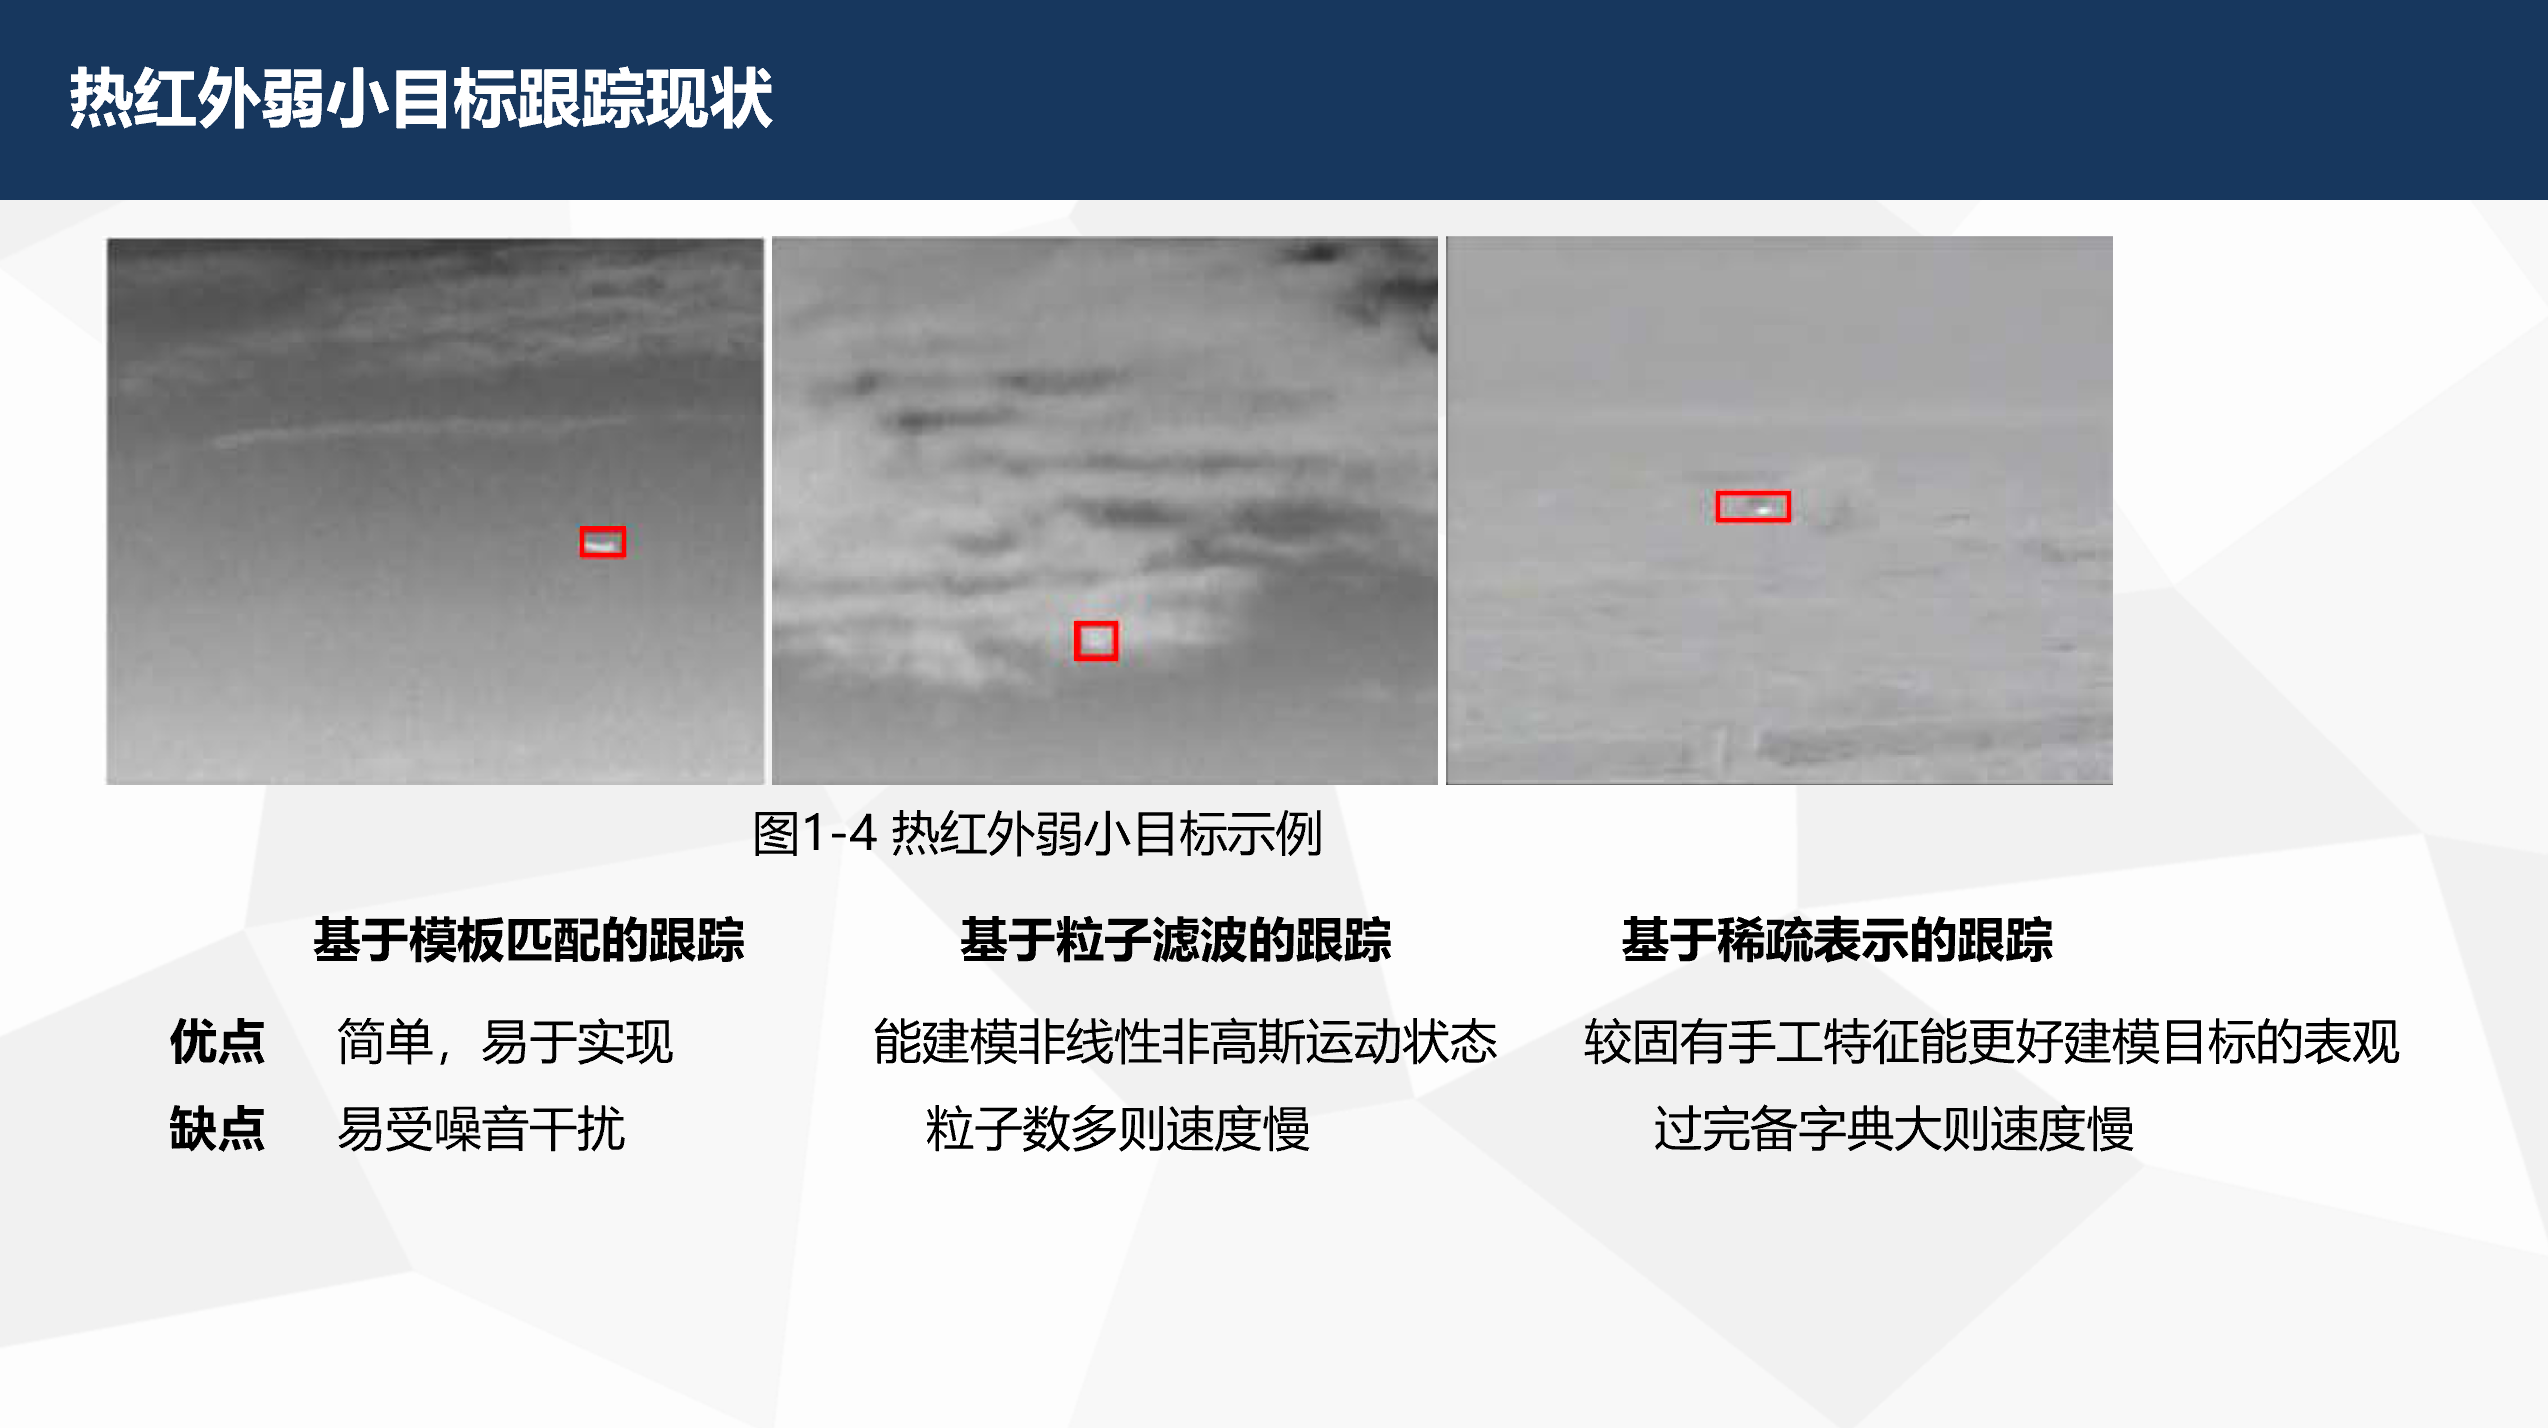 热红外弱小目标跟踪现状
图1-4 热红外弱小目标示例
基于模板匹配的跟踪 基于粒子滤波的跟踪 基于稀疏表示的跟踪
优点 简单，易于实现 能建模非线性非高斯运动状态 较固有手工特征能更好建模目标的表观
缺点 易受噪音干扰 粒子数多则速度慢 过完备字典大则速度慢